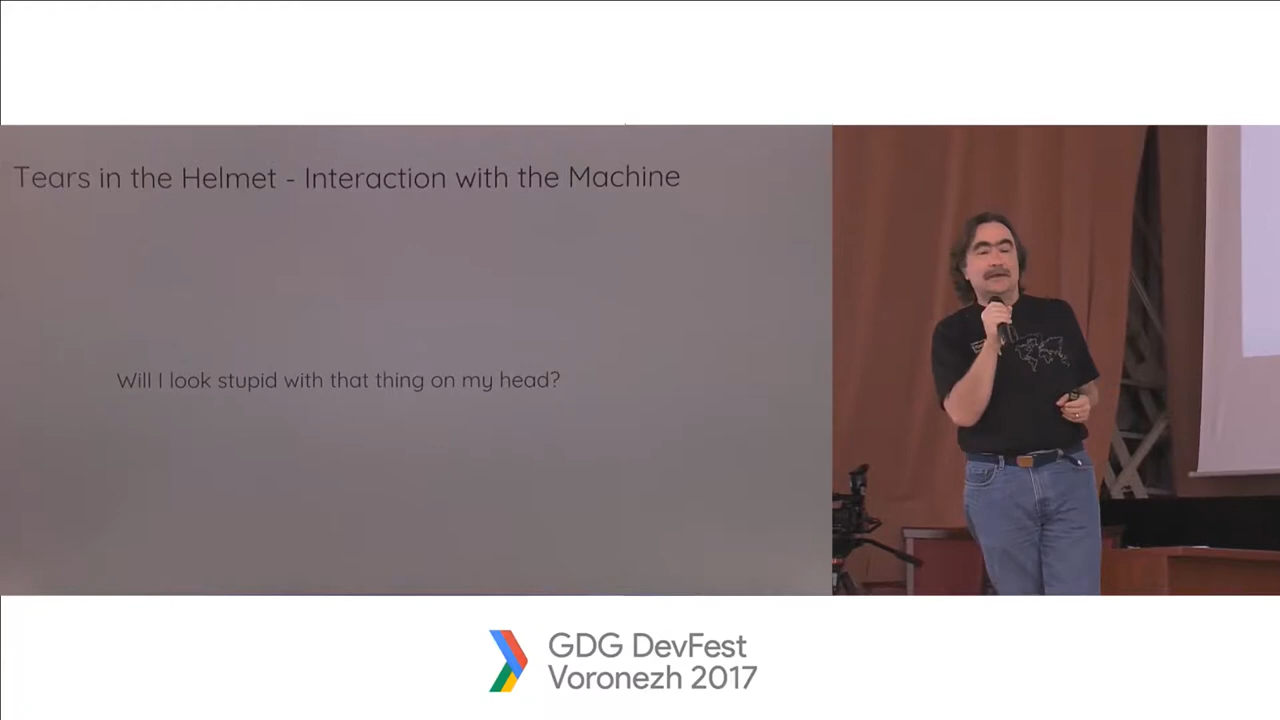 Tears in the Helmet - Interaction with the Machine
Will I look stupid with that thing on my head?
GDG DevFest
Voronezh 2017